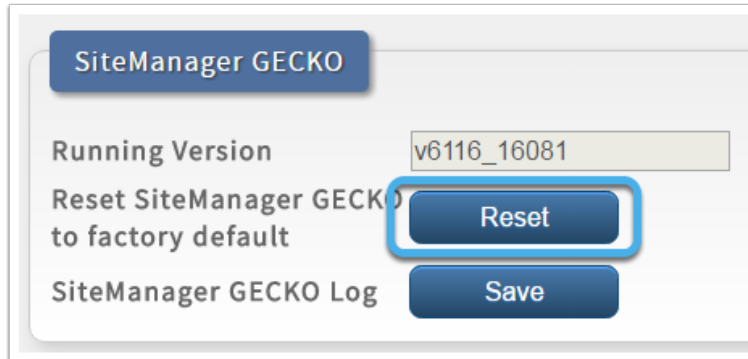 SiteManager GECKO
Running Version v6116_16081
Reset SiteManager GECKO
to factory default
Reset
SiteManager GECKO Log Save